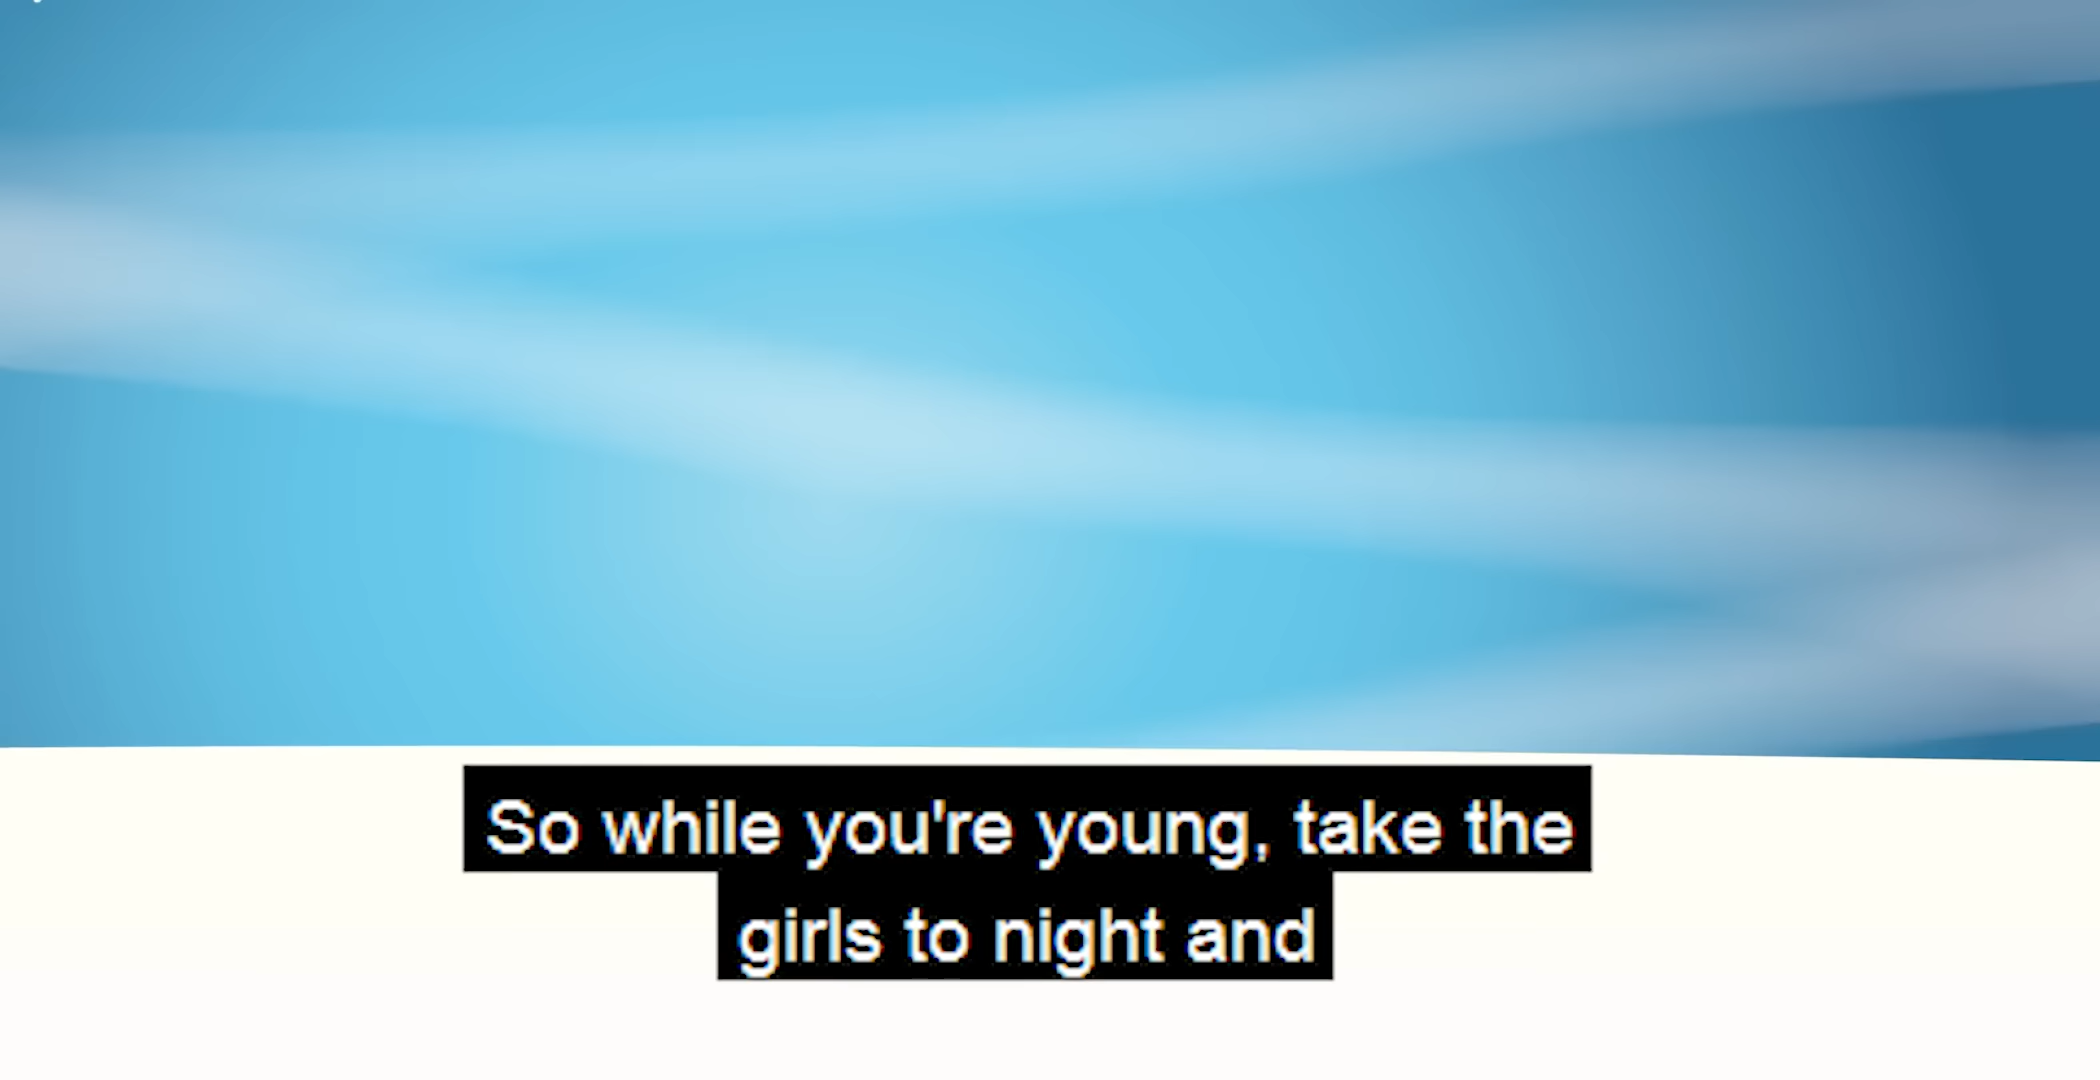 So while you're young, take the
girls to night and